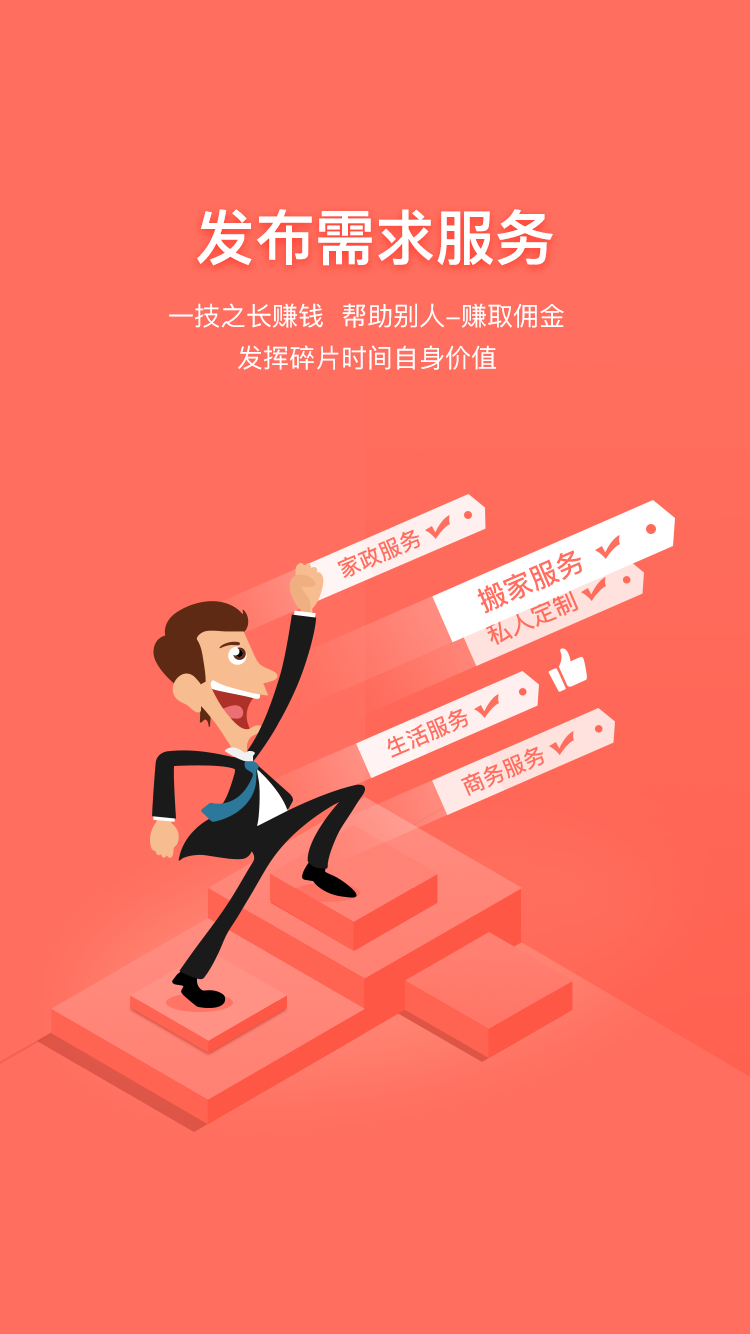 发布需求服务
一技之长赚钱 帮助别人–赚取佣金
发挥碎片时间自身价值
家政服务
搬家服务
私人定制
生活服务
商务服务